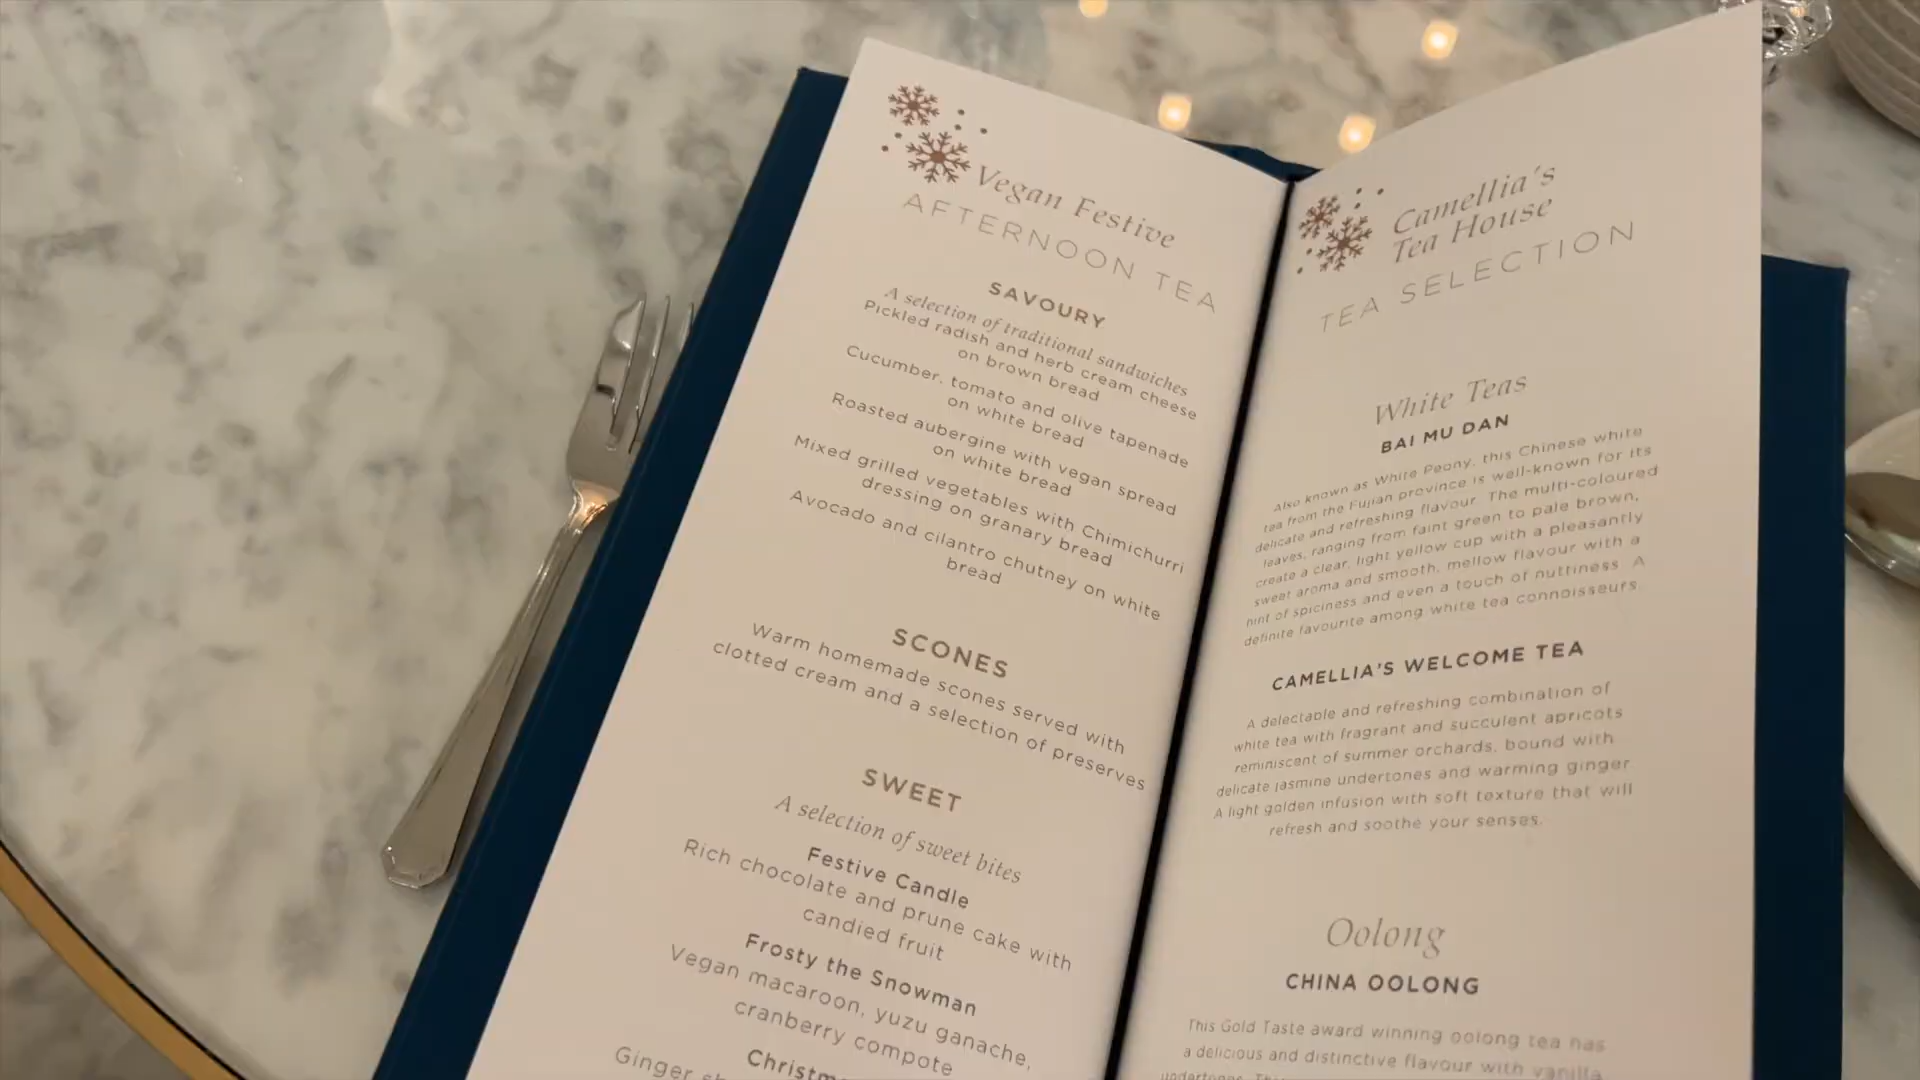 Vegan Festive
AFTERNOON TEA
SAVOURY
A selection of traditional sandwiches
Pickled radish and herb cream cheese
on brown bread
Cucumber, tomato and olive tapenade
on white bread
Roasted aubergine with vegan spread
on white bread
Mixed grilled vegetables with Chimichurri
dressing on granary bread
Avocado and cilantro chutney on white
bread
SCONES
Warm homemade scones served with
clotted cream and a selection of preserves
SWEET
A selection of sweet bites
Festive Candle
Rich chocolate and prune cake with
candied fruit
Frosty the Snowman
Vegan macaroon, yuzu ganache,
cranberry compote
Ginger
Camellia's
Tea House
TEA SELECTION
White Teas
BAI MU DAN
Also known as White Peony, this Chinese white
tea from the Fujian province is well-known for its
delicate and refreshing flavour. The multi-coloured
leaves, ranging from faint green to pale brown,
create a clear, light yellow cup with a pleasantly
sweet aroma and smooth, mellow flavour with a
hint of spiciness and even a touch of nuttiness. A
definite favourite among white tea connoisseurs.
CAMELLIA'S WELCOME TEA
A delectable and refreshing combination of
white tea with fragrant and succulent apricots
reminiscent of summer orchards, bound with
delicate jasmine undertones and warming ginger.
A light golden infusion with soft texture that will
refresh and soothe your senses.
Oolong
CHINA OOLONG
This Gold Taste award winning oolong tea has
a delicious and distinctive flavour with vanilla